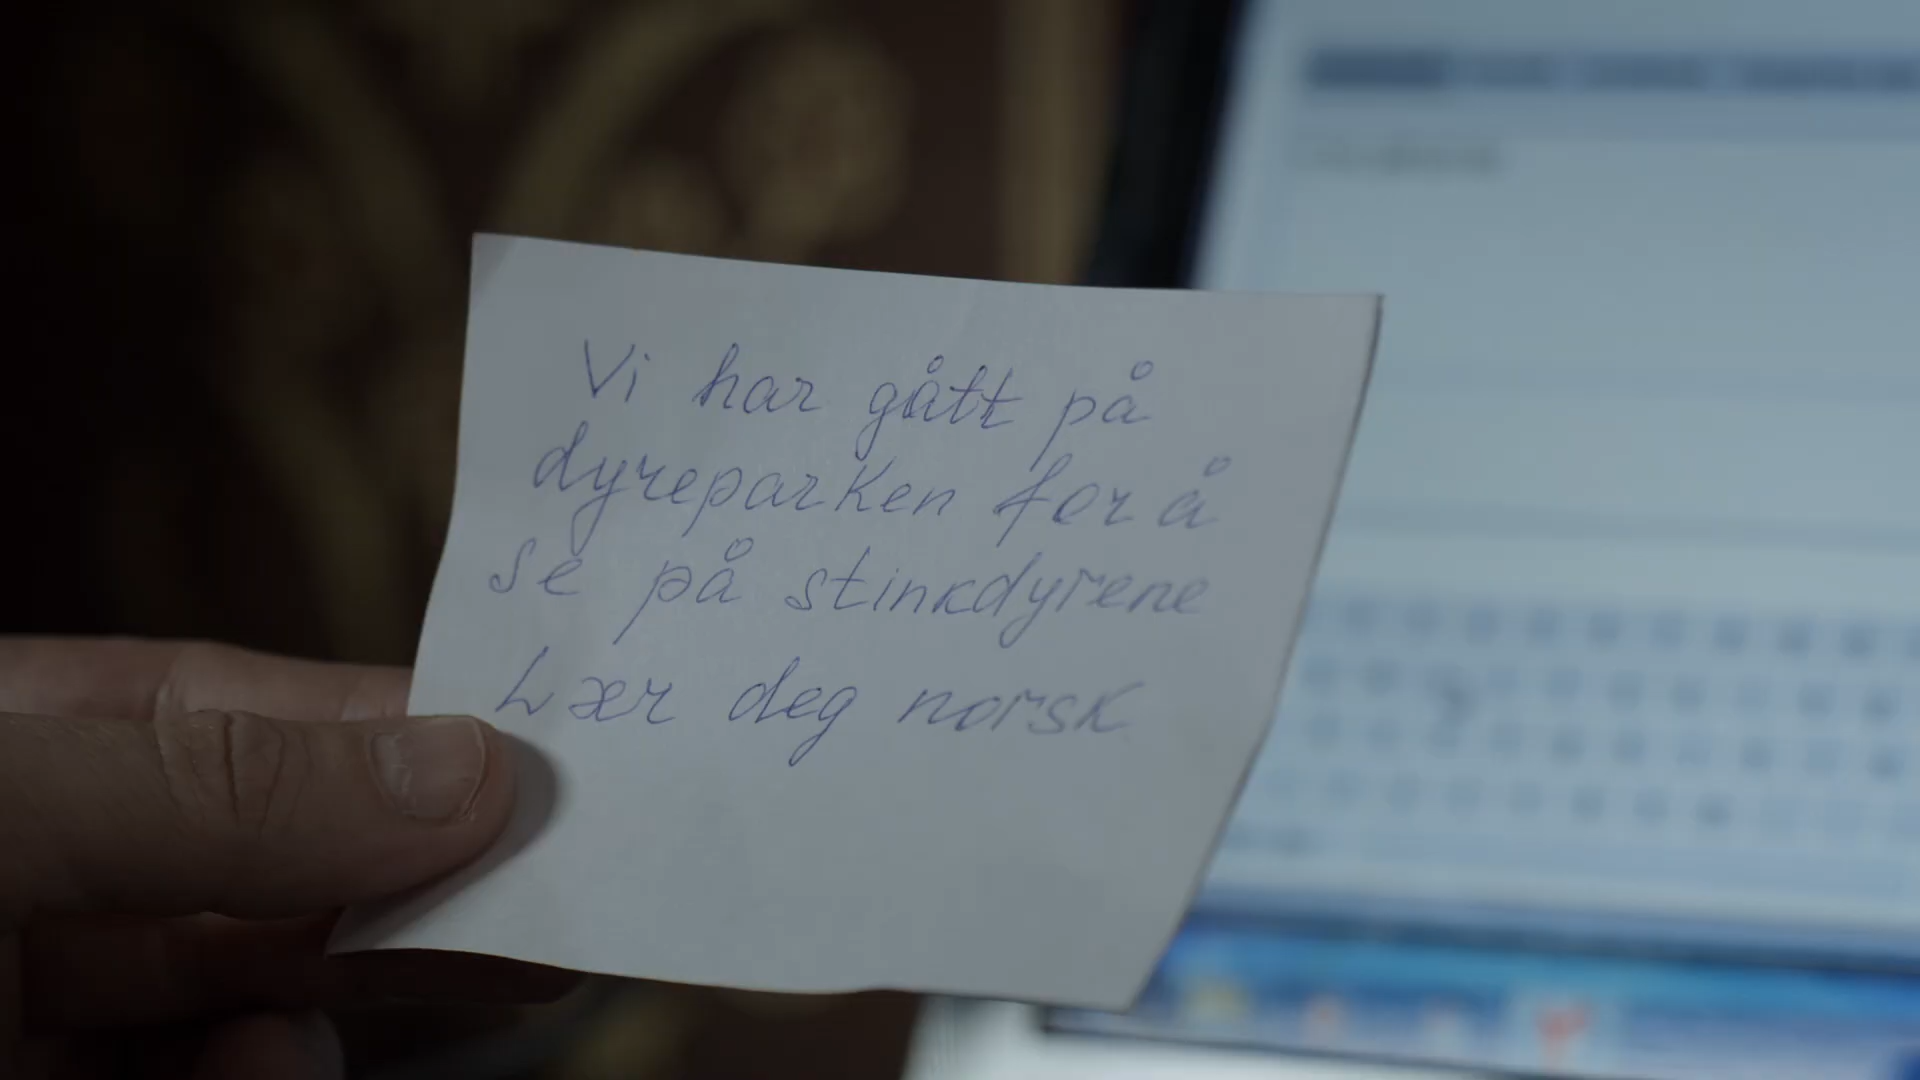 Vi har gått på
dyreparken for å
se på stinkdyrene
Lær deg norsk